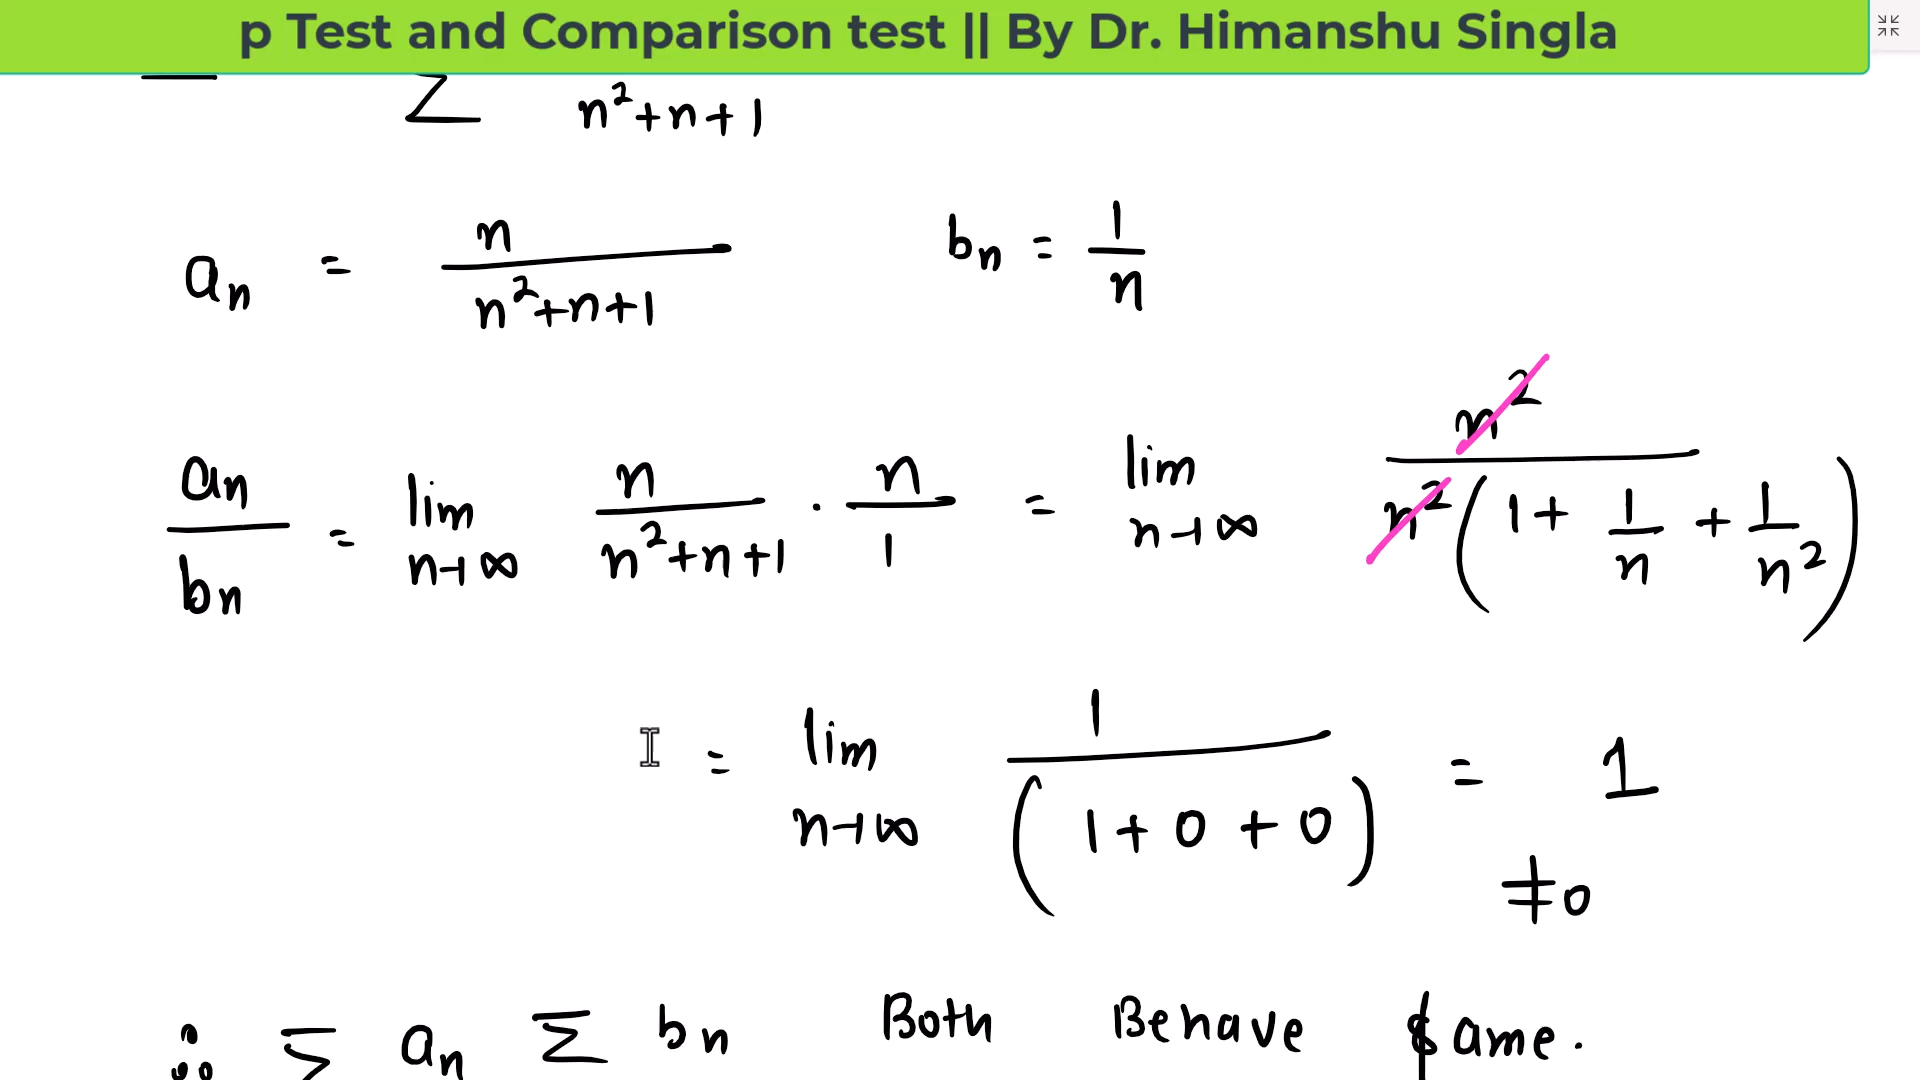 p Test and Comparison test || By Dr. Himanshu Singla
∑ n²+n+1
aₙ = n/(n²+n+1) bₙ = 1/n
aₙ/bₙ = lim n→∞ n/(n²+n+1) · n/1 = lim n→∞ n²/(n²(1 + 1/n + 1/n²))
= lim n→∞ 1/(1 + 0 + 0) = 1
≠0
∴ ∑ aₙ ∑ bₙ Both Behave Same.